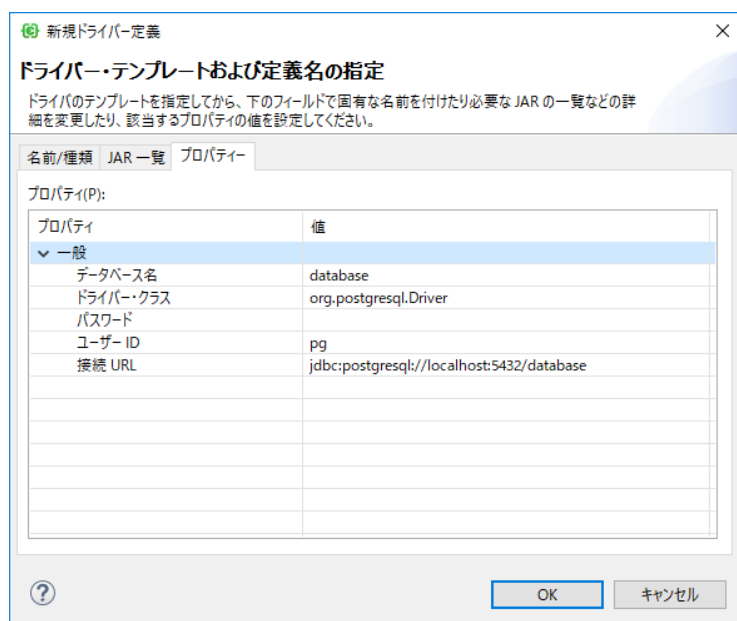 新規ドライバー定義
ドライバー・テンプレートおよび定義名の指定
ドライバのテンプレートを指定してから、下のフィールドで固有な名前を付けたり必要な JAR の一覧などの詳
細を変更したり、該当するプロパティの値を設定してください。
名前/種類 JAR 一覧 プロパティー
プロパティ(P):
プロパティ 値
一般
データベース名 database
ドライバー・クラス org.postgresql.Driver
パスワード
ユーザー ID pg
接続 URL jdbc:postgresql://localhost:5432/database
? OK キャンセル